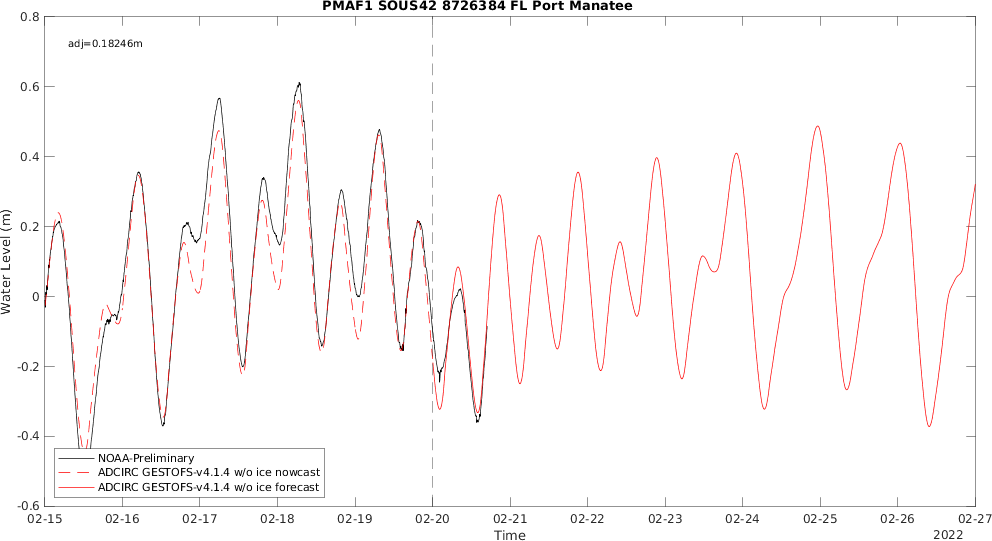 PMAF1 SOUS42 8726384 FL Port Manatee
adj=0.18246m
Water Level (m)
0.8
0.6
0.4
0.2
0
-0.2
-0.4
-0.6
NOAA-Preliminary
ADCIRC GESTOFS-v4.1.4 w/o ice nowcast
ADCIRC GESTOFS-v4.1.4 w/o ice forecast
02-15 02-16 02-17 02-18 02-19 02-20 02-21 02-22 02-23 02-24 02-25 02-26 02-27
Time
2022